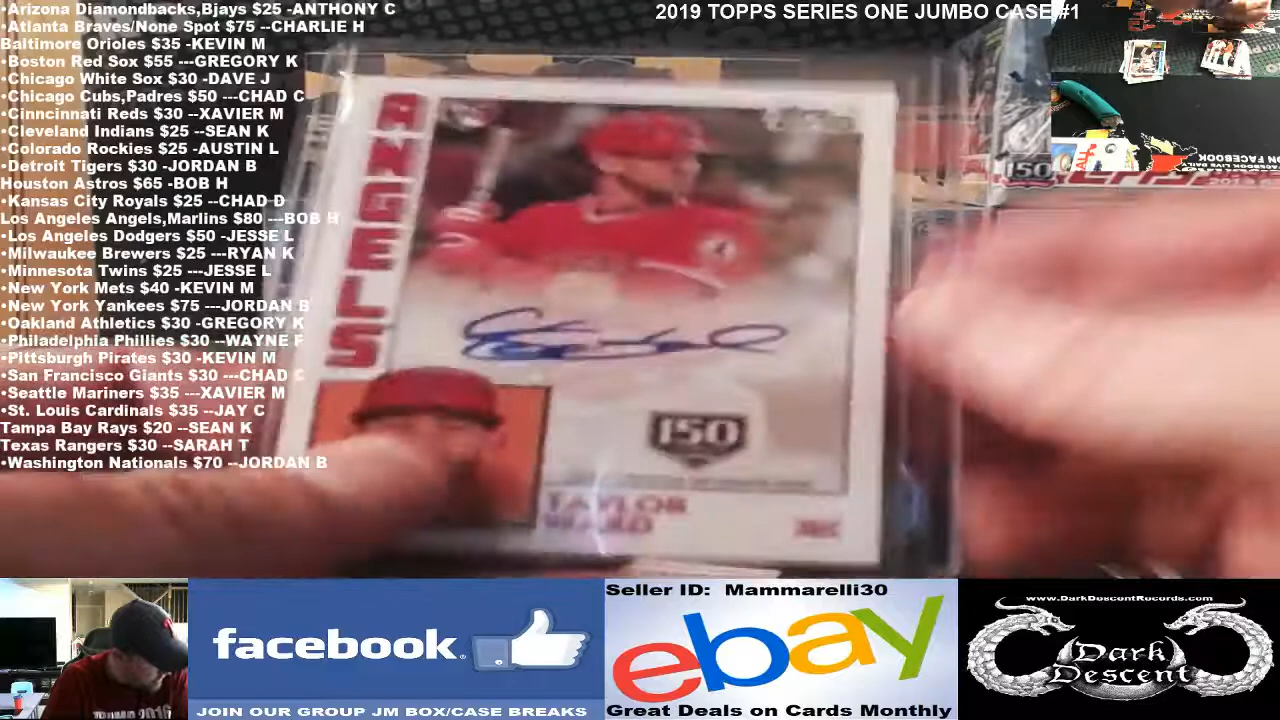 •Arizona Diamondbacks,Bjays $25 -ANTHONY C
•Atlanta Braves/None Spot $75 --CHARLIE H
Baltimore Orioles $35 -KEVIN M
•Boston Red Sox $55 ---GREGORY K
•Chicago White Sox $30 -DAVE J
•Chicago Cubs,Padres $50 ---CHAD C
•Cinncinnati Reds $30 --XAVIER M
•Cleveland Indians $25 --SEAN K
•Colorado Rockies $25 -AUSTIN L
•Detroit Tigers $30 -JORDAN B
Houston Astros $65 -BOB H
•Kansas City Royals $25 --CHAD D
Los Angeles Angels,Marlins $80 ---BOB H
•Los Angeles Dodgers $50 -JESSE L
•Milwaukee Brewers $25 ---RYAN K
•Minnesota Twins $25 ---JESSE L
•New York Mets $40 -KEVIN M
•New York Yankees $75 ---JORDAN B
•Oakland Athletics $30 -GREGORY K
•Philadelphia Phillies $30 --WAYNE F
•Pittsburgh Pirates $30 -KEVIN M
•San Francisco Giants $30 ---CHAD C
•Seattle Mariners $35 ---XAVIER M
•St. Louis Cardinals $35 --JAY C
Tampa Bay Rays $20 --SEAN K
Texas Rangers $30 --SARAH T
•Washington Nationals $70 --JORDAN B
2019 TOPPS SERIES ONE JUMBO CASE #1
ANGELS
150
TAYLOR
WARD
150
ON FACEBOOK
TRUMP 2016
facebook.
JOIN OUR GROUP JM BOX/CASE BREAKS
Seller ID: Mammarelli30
ebay
Great Deals on Cards Monthly
www.DarkDescentRecords.com
Dark
Descent